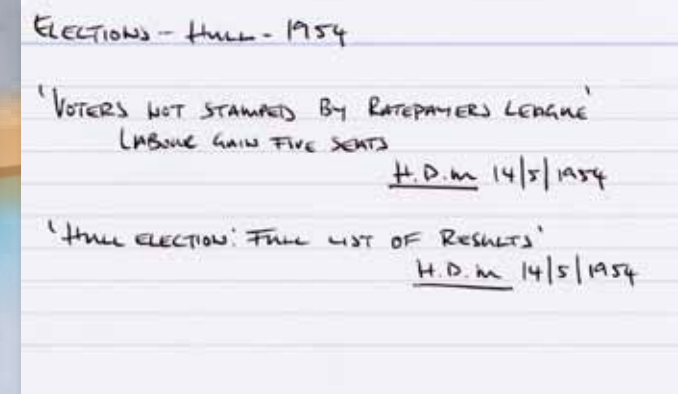 ELECTIONS - HULL - 1954
'VOTERS NOT STAMPED BY RATEPAYERS LEAGUE'
LABOUR GAIN FIVE SEATS
H.D.M 14/5/1954
'HULL ELECTION: FULL LIST OF RESULTS'
H.D.M 14/5/1954